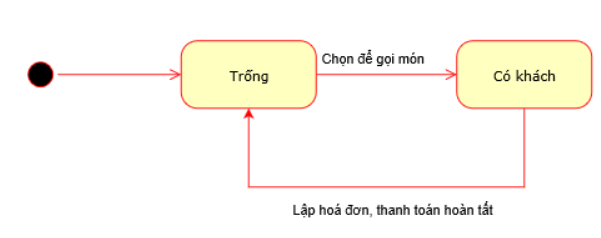 Trống
Chọn để gọi món
Có khách
Lập hoá đơn, thanh toán hoàn tất